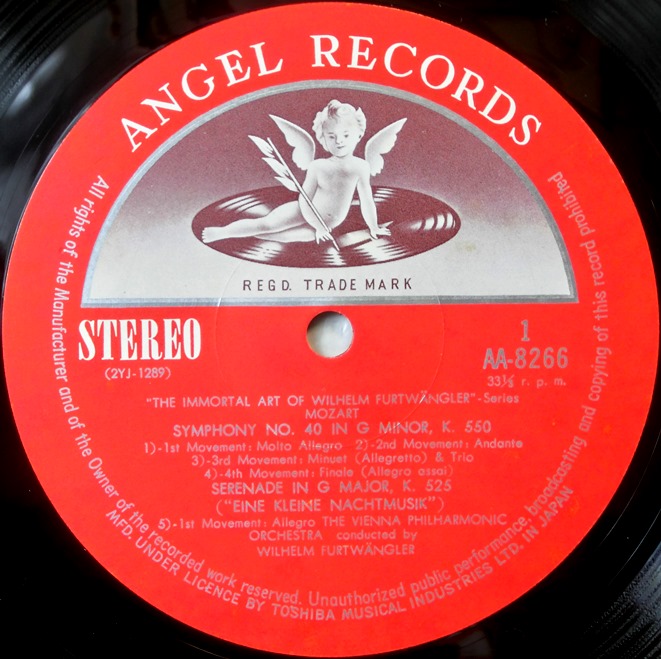 ANGEL RECORDS
REGD. TRADE MARK
STEREO
(2YJ-1289)
1
AA-8266
33⅓ r. p. m.
"THE IMMORTAL ART OF WILHELM FURTWÄNGLER"-Series
MOZART
SYMPHONY NO. 40 IN G MINOR, K. 550
1)-1st Movement: Molto Allegro 2)-2nd Movement: Andante
3)-3rd Movement: Minuet (Allegretto) & Trio
4)-4th Movement: Finale (Allegro assai)
SERENADE IN G MAJOR, K. 525
("EINE KLEINE NACHTMUSIK")
5)-1st Movement: Allegro THE VIENNA PHILHARMONIC
ORCHESTRA conducted by
WILHELM FURTWÄNGLER
All rights of the Manufacturer and of the Owner of the recorded work reserved. Unauthorized public performance, broadcasting and copying of this record prohibited
MFD. UNDER LICENCE BY TOSHIBA MUSICAL INDUSTRIES LTD. IN JAPAN